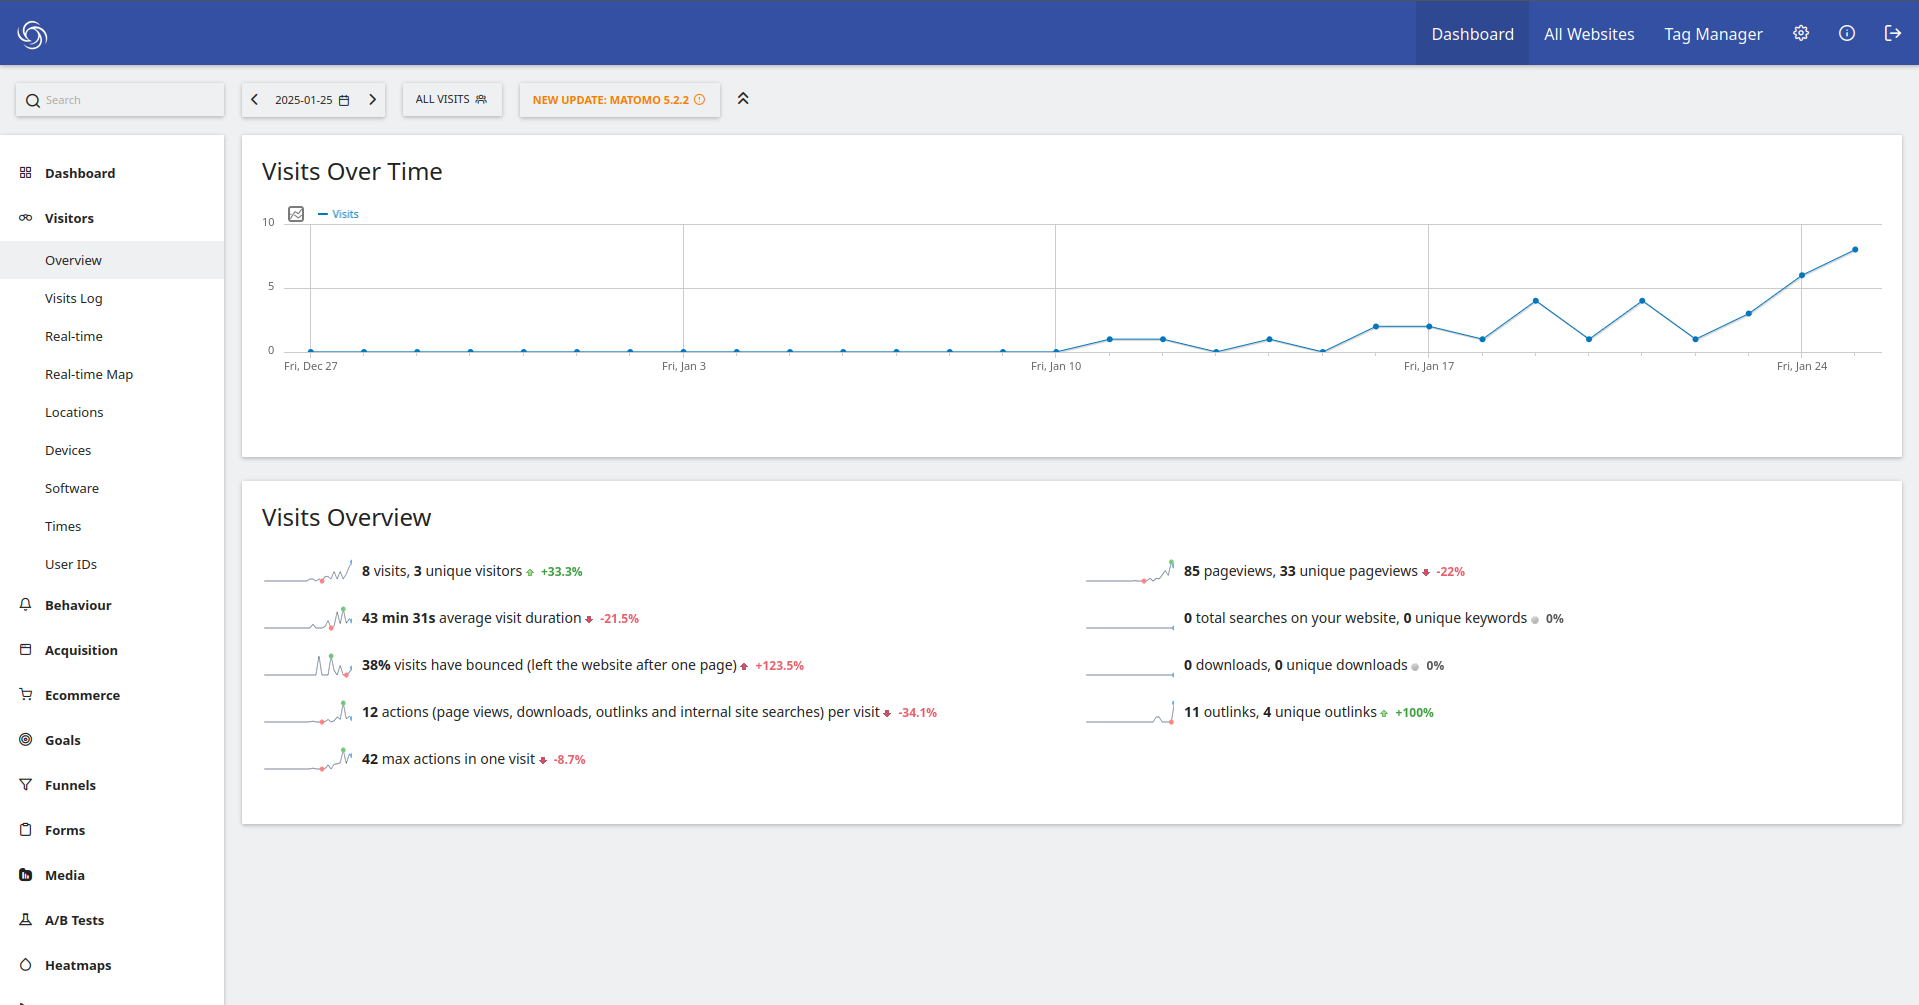 Dashboard All Websites Tag Manager
Search
2025-01-25
ALL VISITS
NEW UPDATE: MATOMO 5.2.2
Dashboard
Visitors
Overview
Visits Log
Real-time
Real-time Map
Locations
Devices
Software
Times
User IDs
Behaviour
Acquisition
Ecommerce
Goals
Funnels
Forms
Media
A/B Tests
Heatmaps
Visits Over Time
Visits
10
5
0
Fri, Dec 27 Fri, Jan 3 Fri, Jan 10 Fri, Jan 17 Fri, Jan 24
Visits Overview
8 visits, 3 unique visitors +33.3%
43 min 31s average visit duration -21.5%
38% visits have bounced (left the website after one page) +123.5%
12 actions (page views, downloads, outlinks and internal site searches) per visit -34.1%
42 max actions in one visit -8.7%
85 pageviews, 33 unique pageviews -22%
0 total searches on your website, 0 unique keywords 0%
0 downloads, 0 unique downloads 0%
11 outlinks, 4 unique outlinks +100%